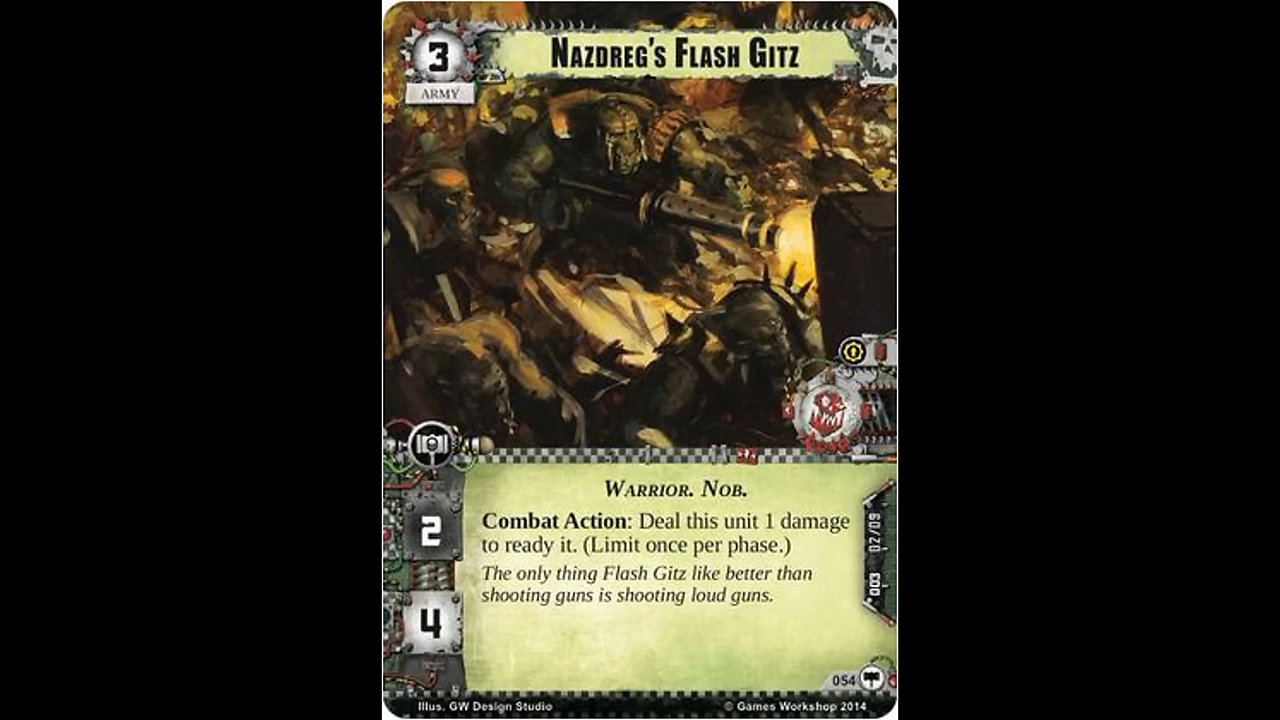 3
NAZDREG'S FLASH GITZ
ARMY
WARRIOR. NOB.
Combat Action: Deal this unit 1 damage
to ready it. (Limit once per phase.)
The only thing Flash Gitz like better than
shooting guns is shooting loud guns.
2
4
003 02/09
054
Illus. GW Design Studio
© Games Workshop 2014